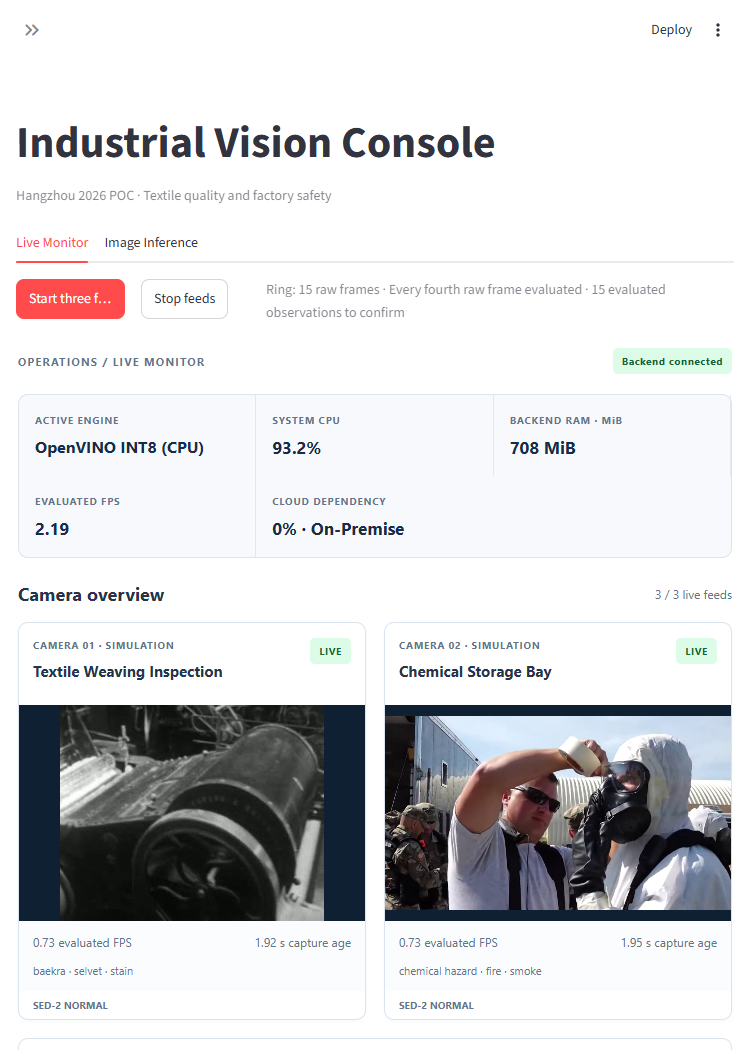 Deploy
Industrial Vision Console
Hangzhou 2026 POC · Textile quality and factory safety
Live Monitor
Image Inference
Start three f...
Stop feeds
Ring: 15 raw frames · Every fourth raw frame evaluated · 15 evaluated
observations to confirm
OPERATIONS / LIVE MONITOR
Backend connected
ACTIVE ENGINE
OpenVINO INT8 (CPU)
SYSTEM CPU
93.2%
BACKEND RAM · MiB
708 MiB
EVALUATED FPS
2.19
CLOUD DEPENDENCY
0% · On-Premise
Camera overview
3 / 3 live feeds
CAMERA 01 · SIMULATION
LIVE
Textile Weaving Inspection
0.73 evaluated FPS
1.92 s capture age
baekra · selvet · stain
SED-2 NORMAL
CAMERA 02 · SIMULATION
LIVE
Chemical Storage Bay
0.73 evaluated FPS
1.95 s capture age
chemical hazard · fire · smoke
SED-2 NORMAL